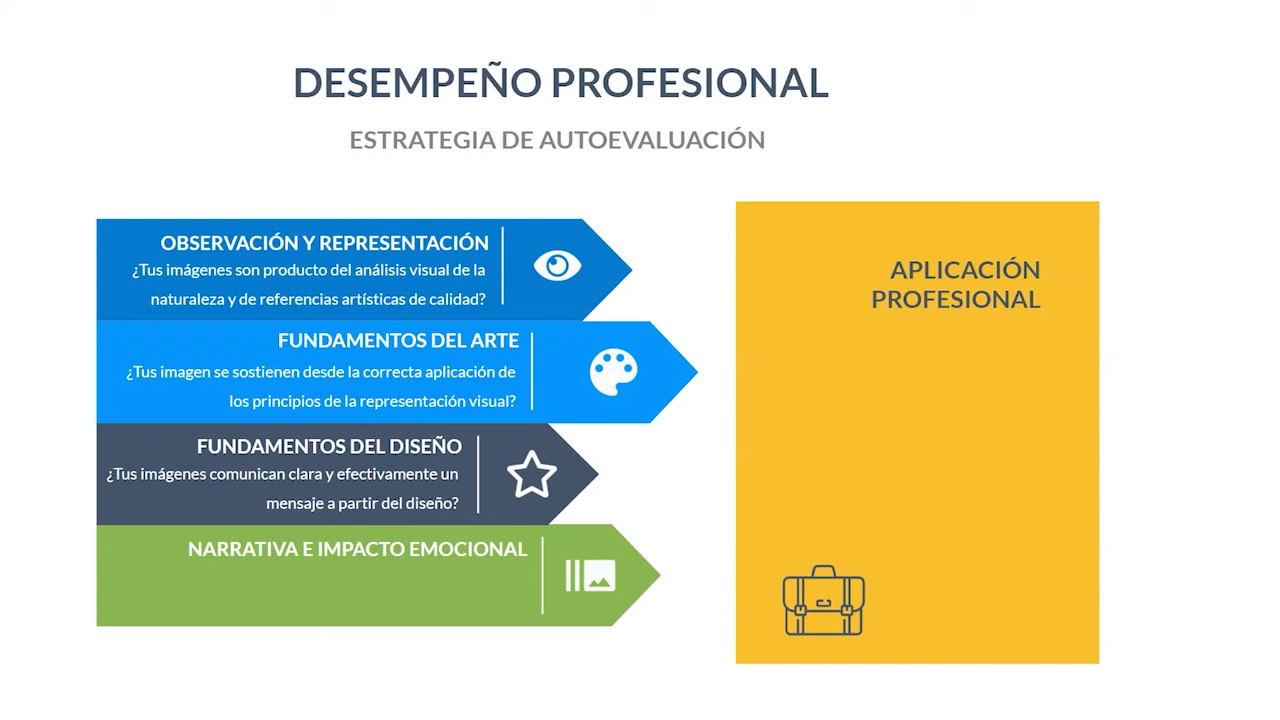 DESEMPEÑO PROFESIONAL
ESTRATEGIA DE AUTOEVALUACIÓN
OBSERVACIÓN Y REPRESENTACIÓN
¿Tus imágenes son producto del análisis visual de la
naturaleza y de referencias artísticas de calidad?
FUNDAMENTOS DEL ARTE
¿Tus imagen se sostienen desde la correcta aplicación de
los principios de la representación visual?
FUNDAMENTOS DEL DISEÑO
¿Tus imágenes comunican clara y efectivamente un
mensaje a partir del diseño?
NARRATIVA E IMPACTO EMOCIONAL
APLICACIÓN
PROFESIONAL